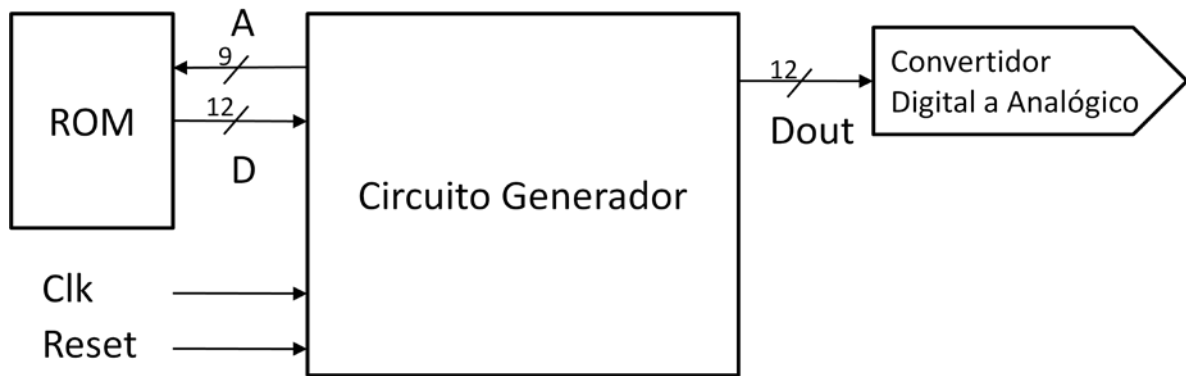 A
9
ROM
12
D
Circuito Generador
12
Dout
Convertidor
Digital a Analógico
Clk
Reset